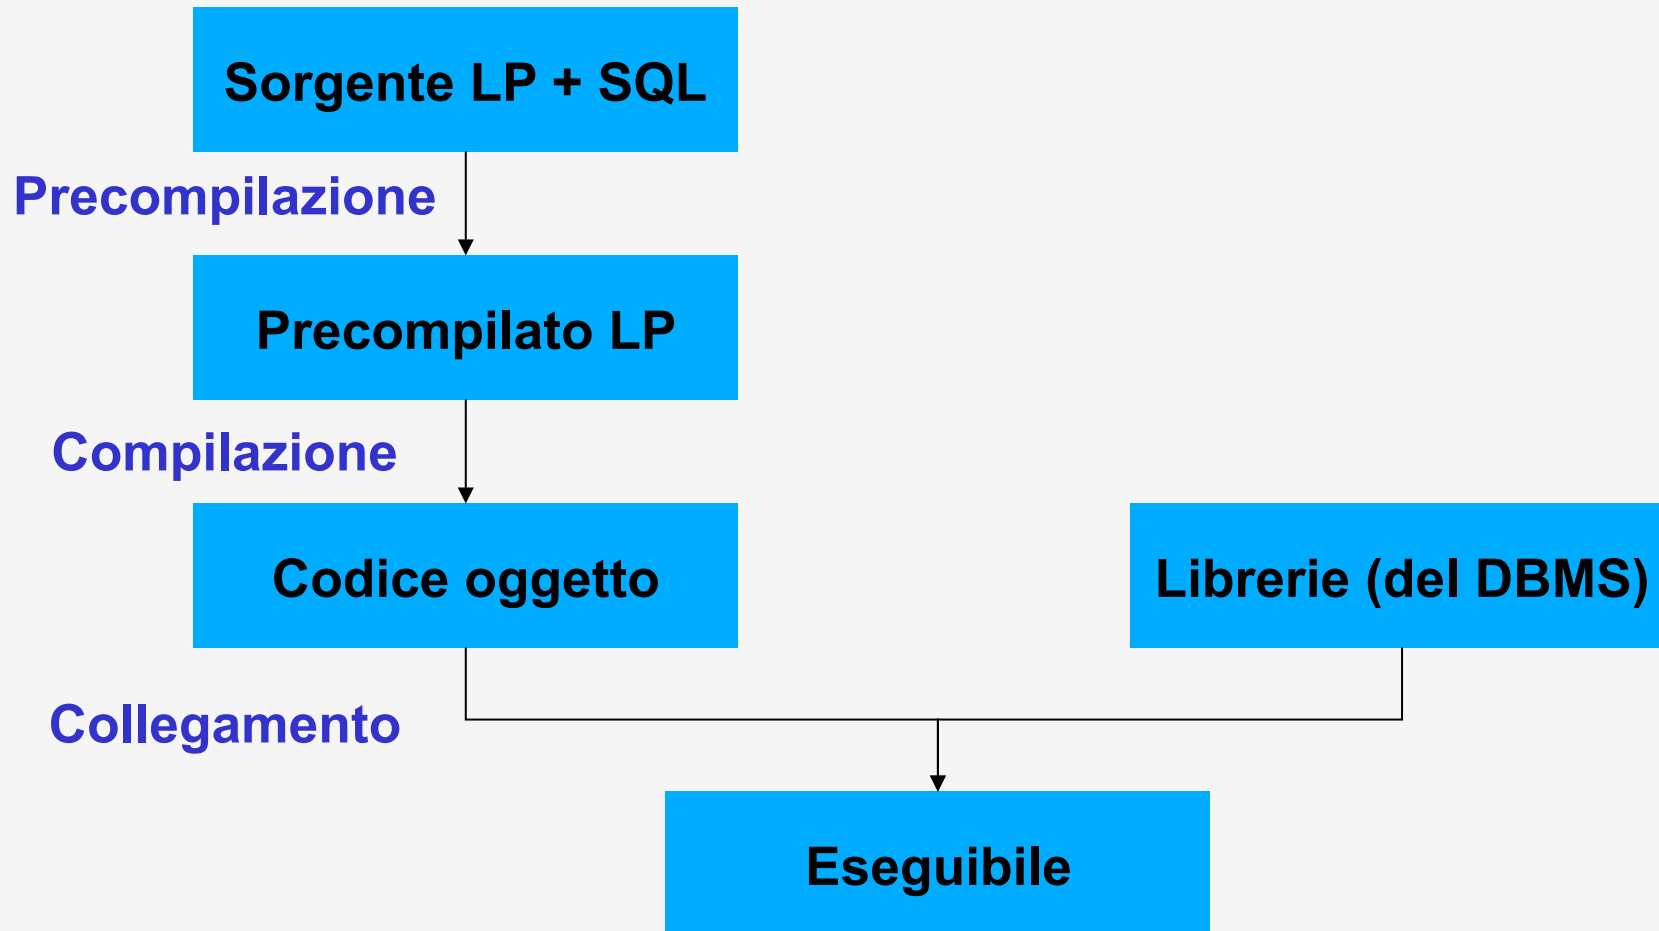 Sorgente LP + SQL
Precompilazione
Precompilato LP
Compilazione
Codice oggetto
Librerie (del DBMS)
Collegamento
Eseguibile